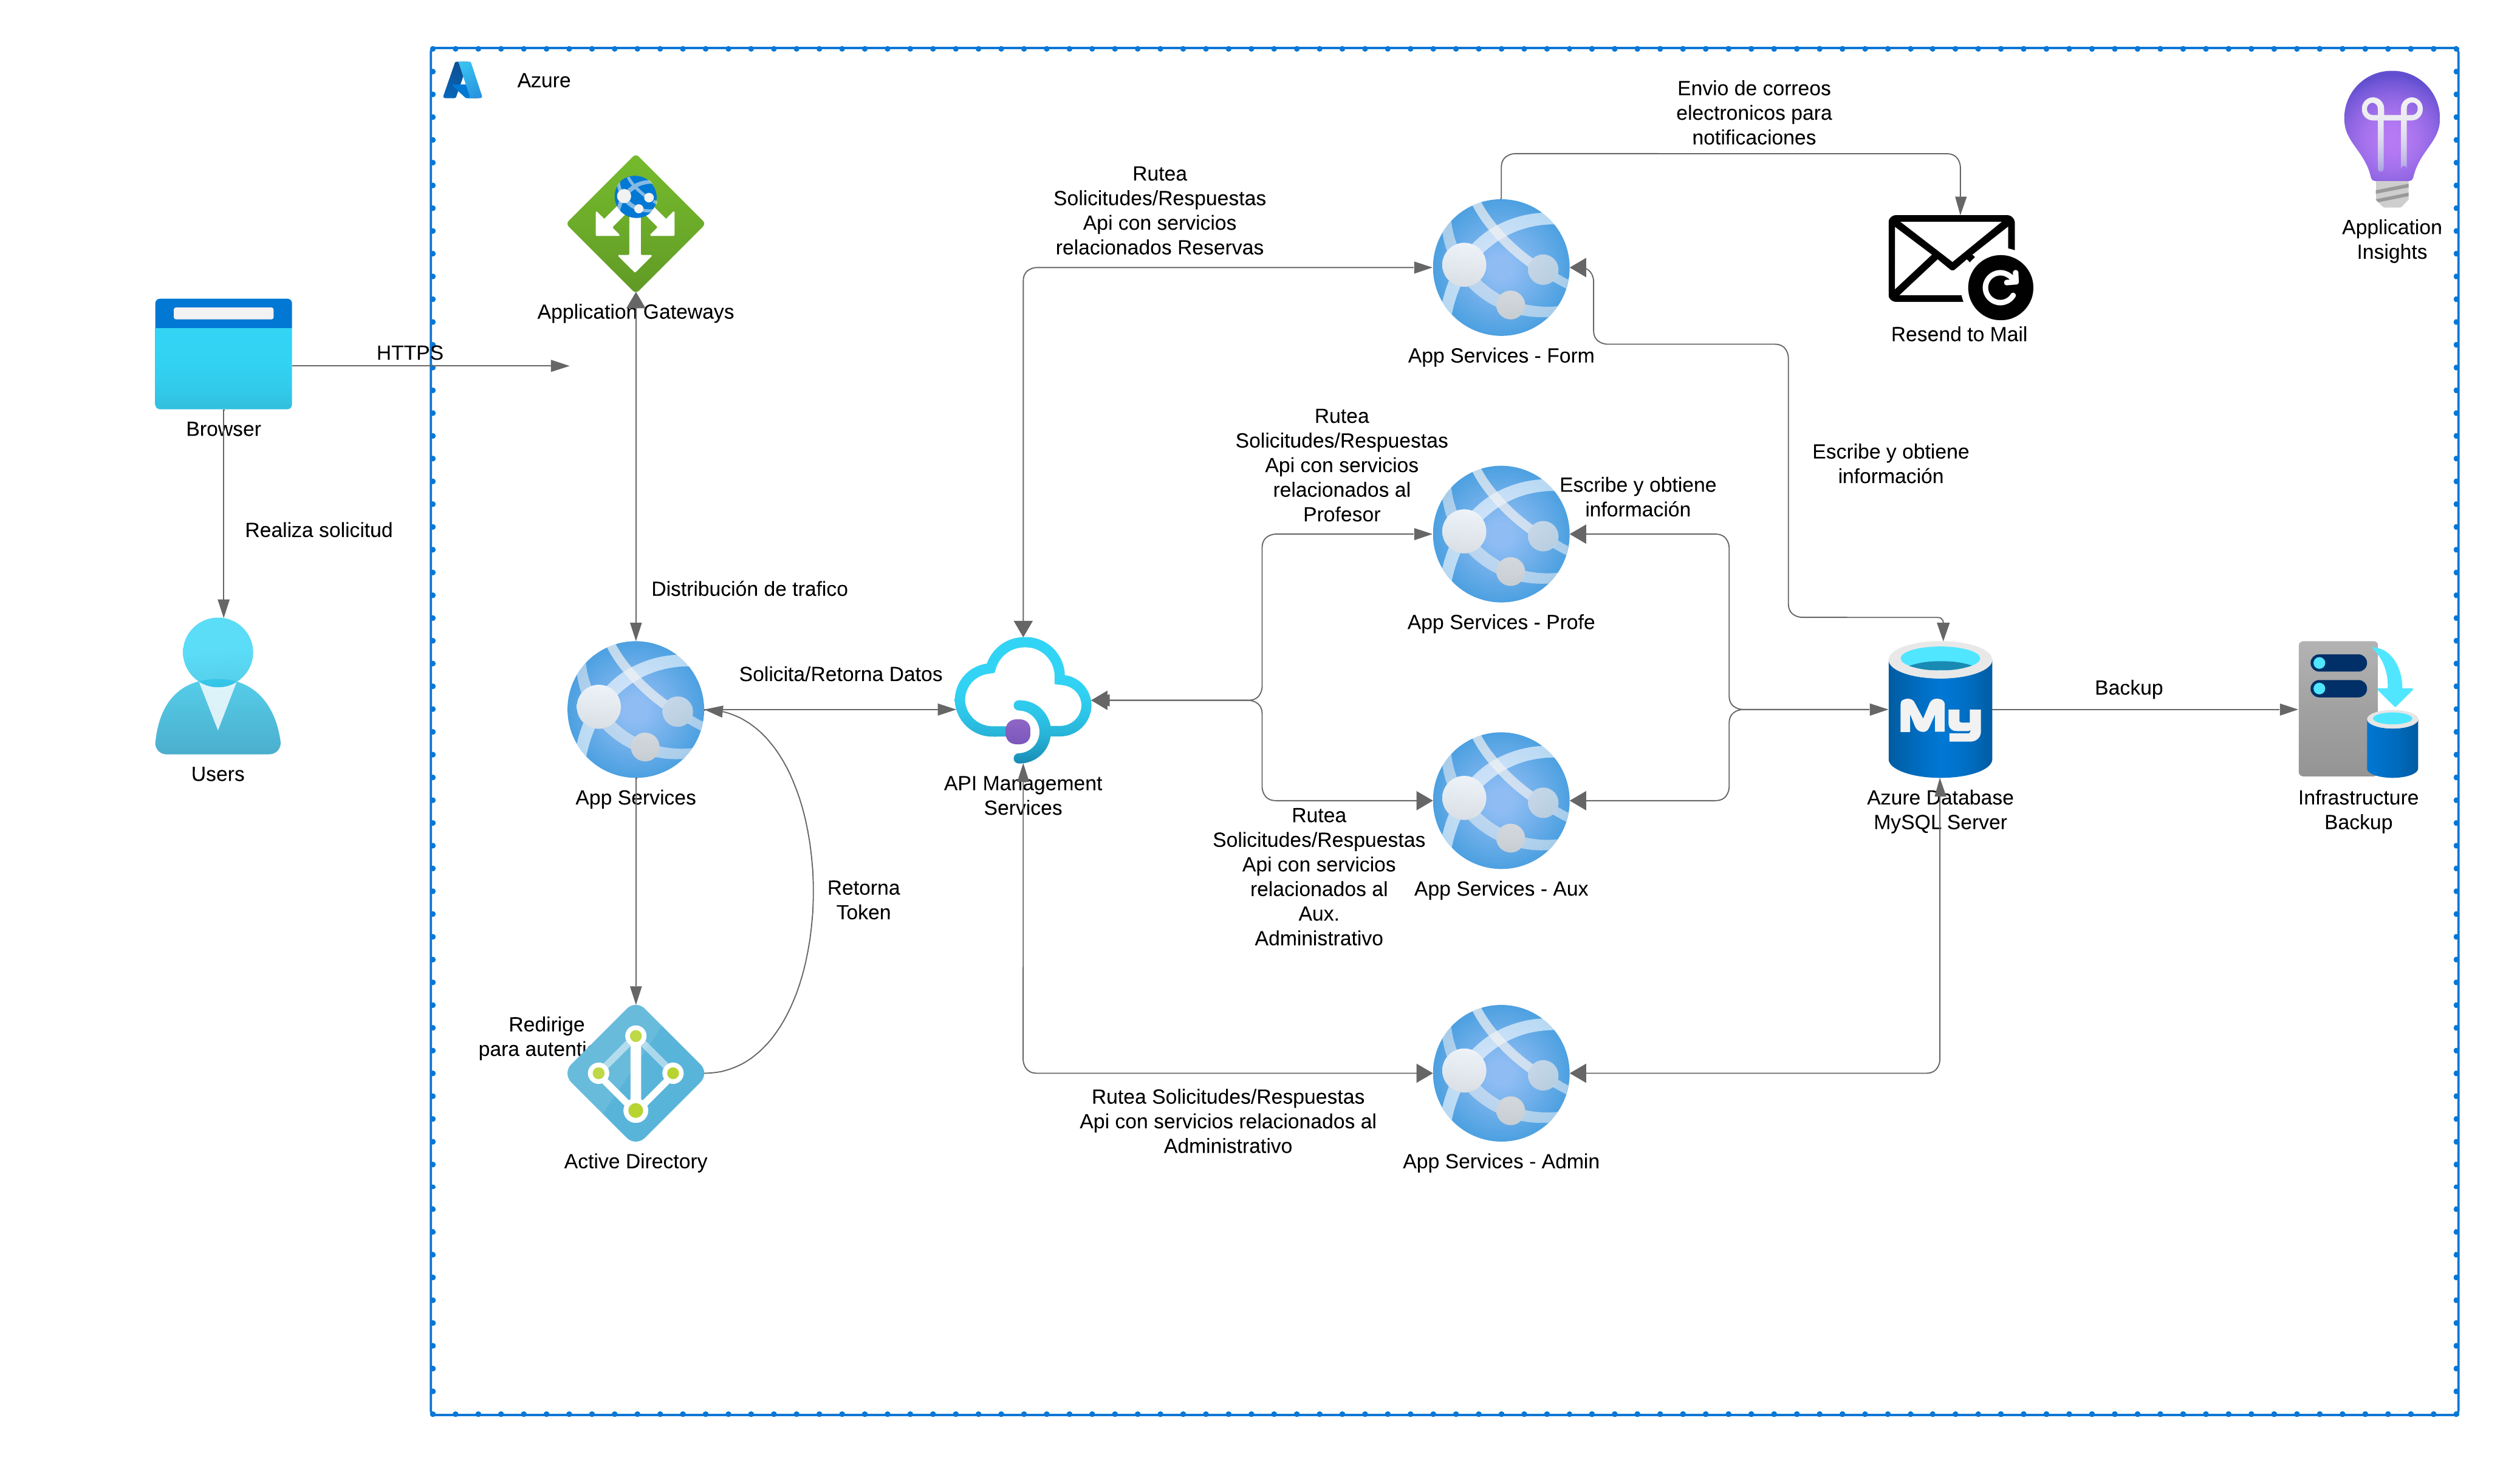 Azure
Envio de correos
electronicos para
notificaciones
Application
Insights
Rutea
Solicitudes/Respuestas
Api con servicios
relacionados Reservas
Application Gateways
HTTPS
Browser
App Services - Form
Resend to Mail
Realiza solicitud
Rutea
Solicitudes/Respuestas
Api con servicios
relacionados al
Profesor
Escribe y obtiene
información
Escribe y obtiene
información
Distribución de trafico
App Services - Profe
Solicita/Retorna Datos
My
Backup
Users
App Services
API Management
Services
Rutea
Solicitudes/Respuestas
Api con servicios
relacionados al
Aux.
Administrativo
App Services - Aux
Azure Database
MySQL Server
Infrastructure
Backup
Retorna
Token
Redirige
para
Active Directory
Rutea Solicitudes/Respuestas
Api con servicios relacionados al
Administrativo
App Services - Admin